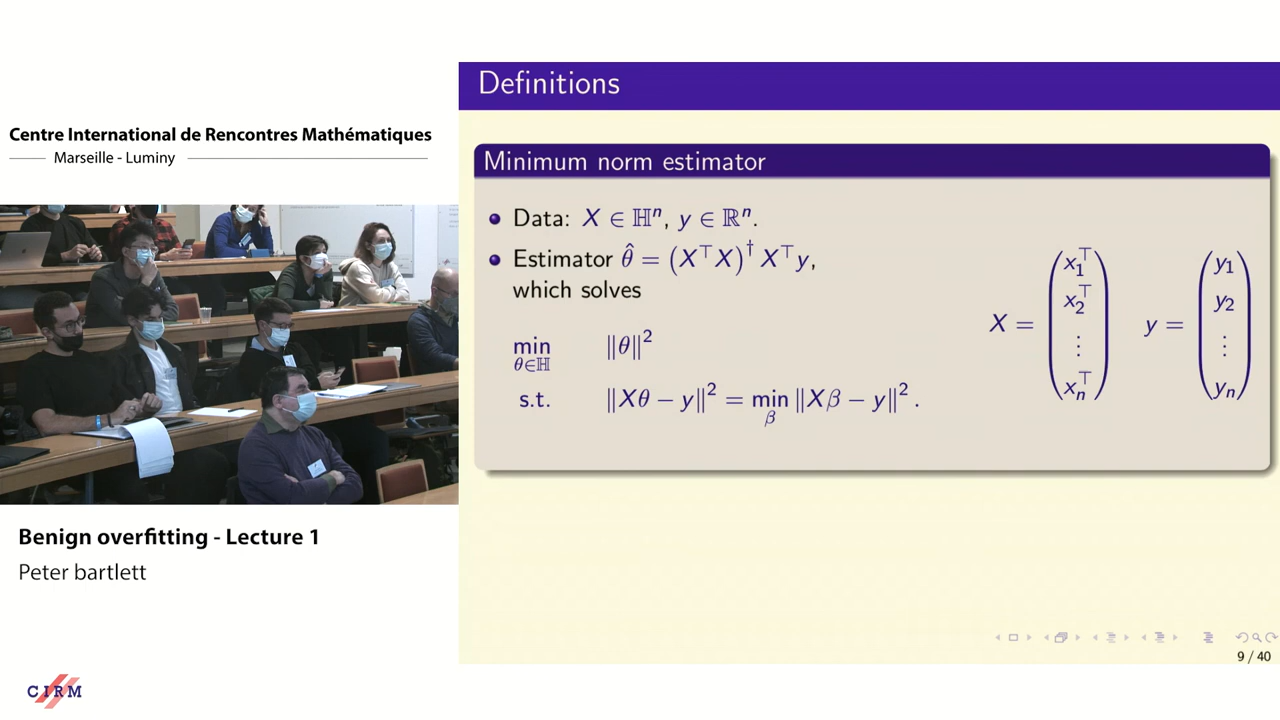 Centre International de Rencontres Mathématiques
Marseille - Luminy
Benign overfitting - Lecture 1
Peter bartlett
CIRM
Definitions
Minimum norm estimator
Data: X ∈ ℍⁿ, y ∈ ℝⁿ.
Estimator θ̂ = (X⊤X)† X⊤y,
which solves
min θ∈ℍ ‖θ‖²
s.t. ‖Xθ − y‖² = min β ‖Xβ − y‖².
X = (x₁⊤ x₂⊤ ⋮ xₙ⊤) y = (y₁ y₂ ⋮ yₙ)
9 / 40